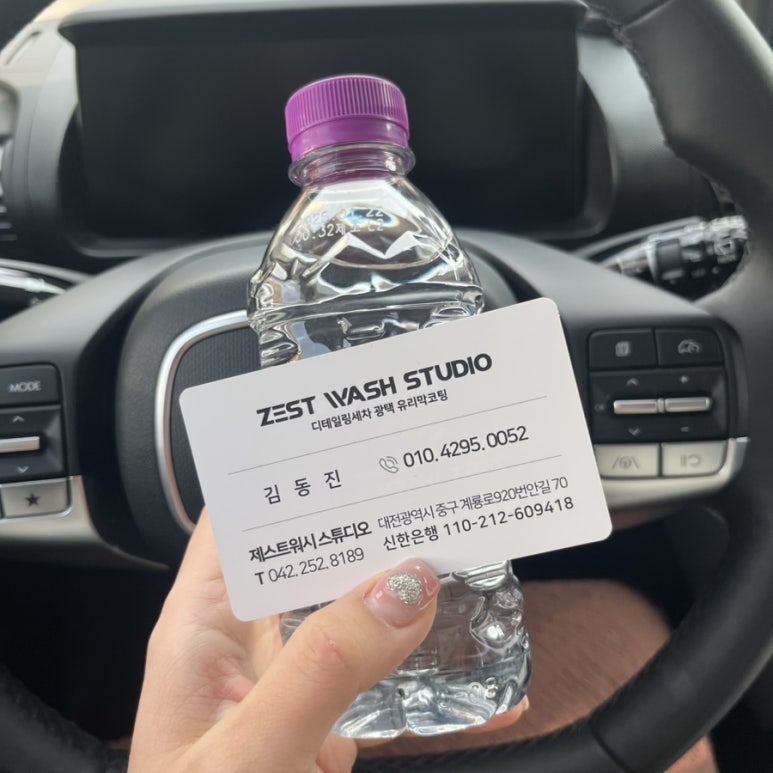 MODE
ZEST WASH STUDIO
디테일링세차 광택 유리막코팅
김동진
010.4295.0052
제스트워시 스튜디오
대전광역시 중구 계룡로920번안길 70
T 042.252.8189
신한은행 110-212-609418